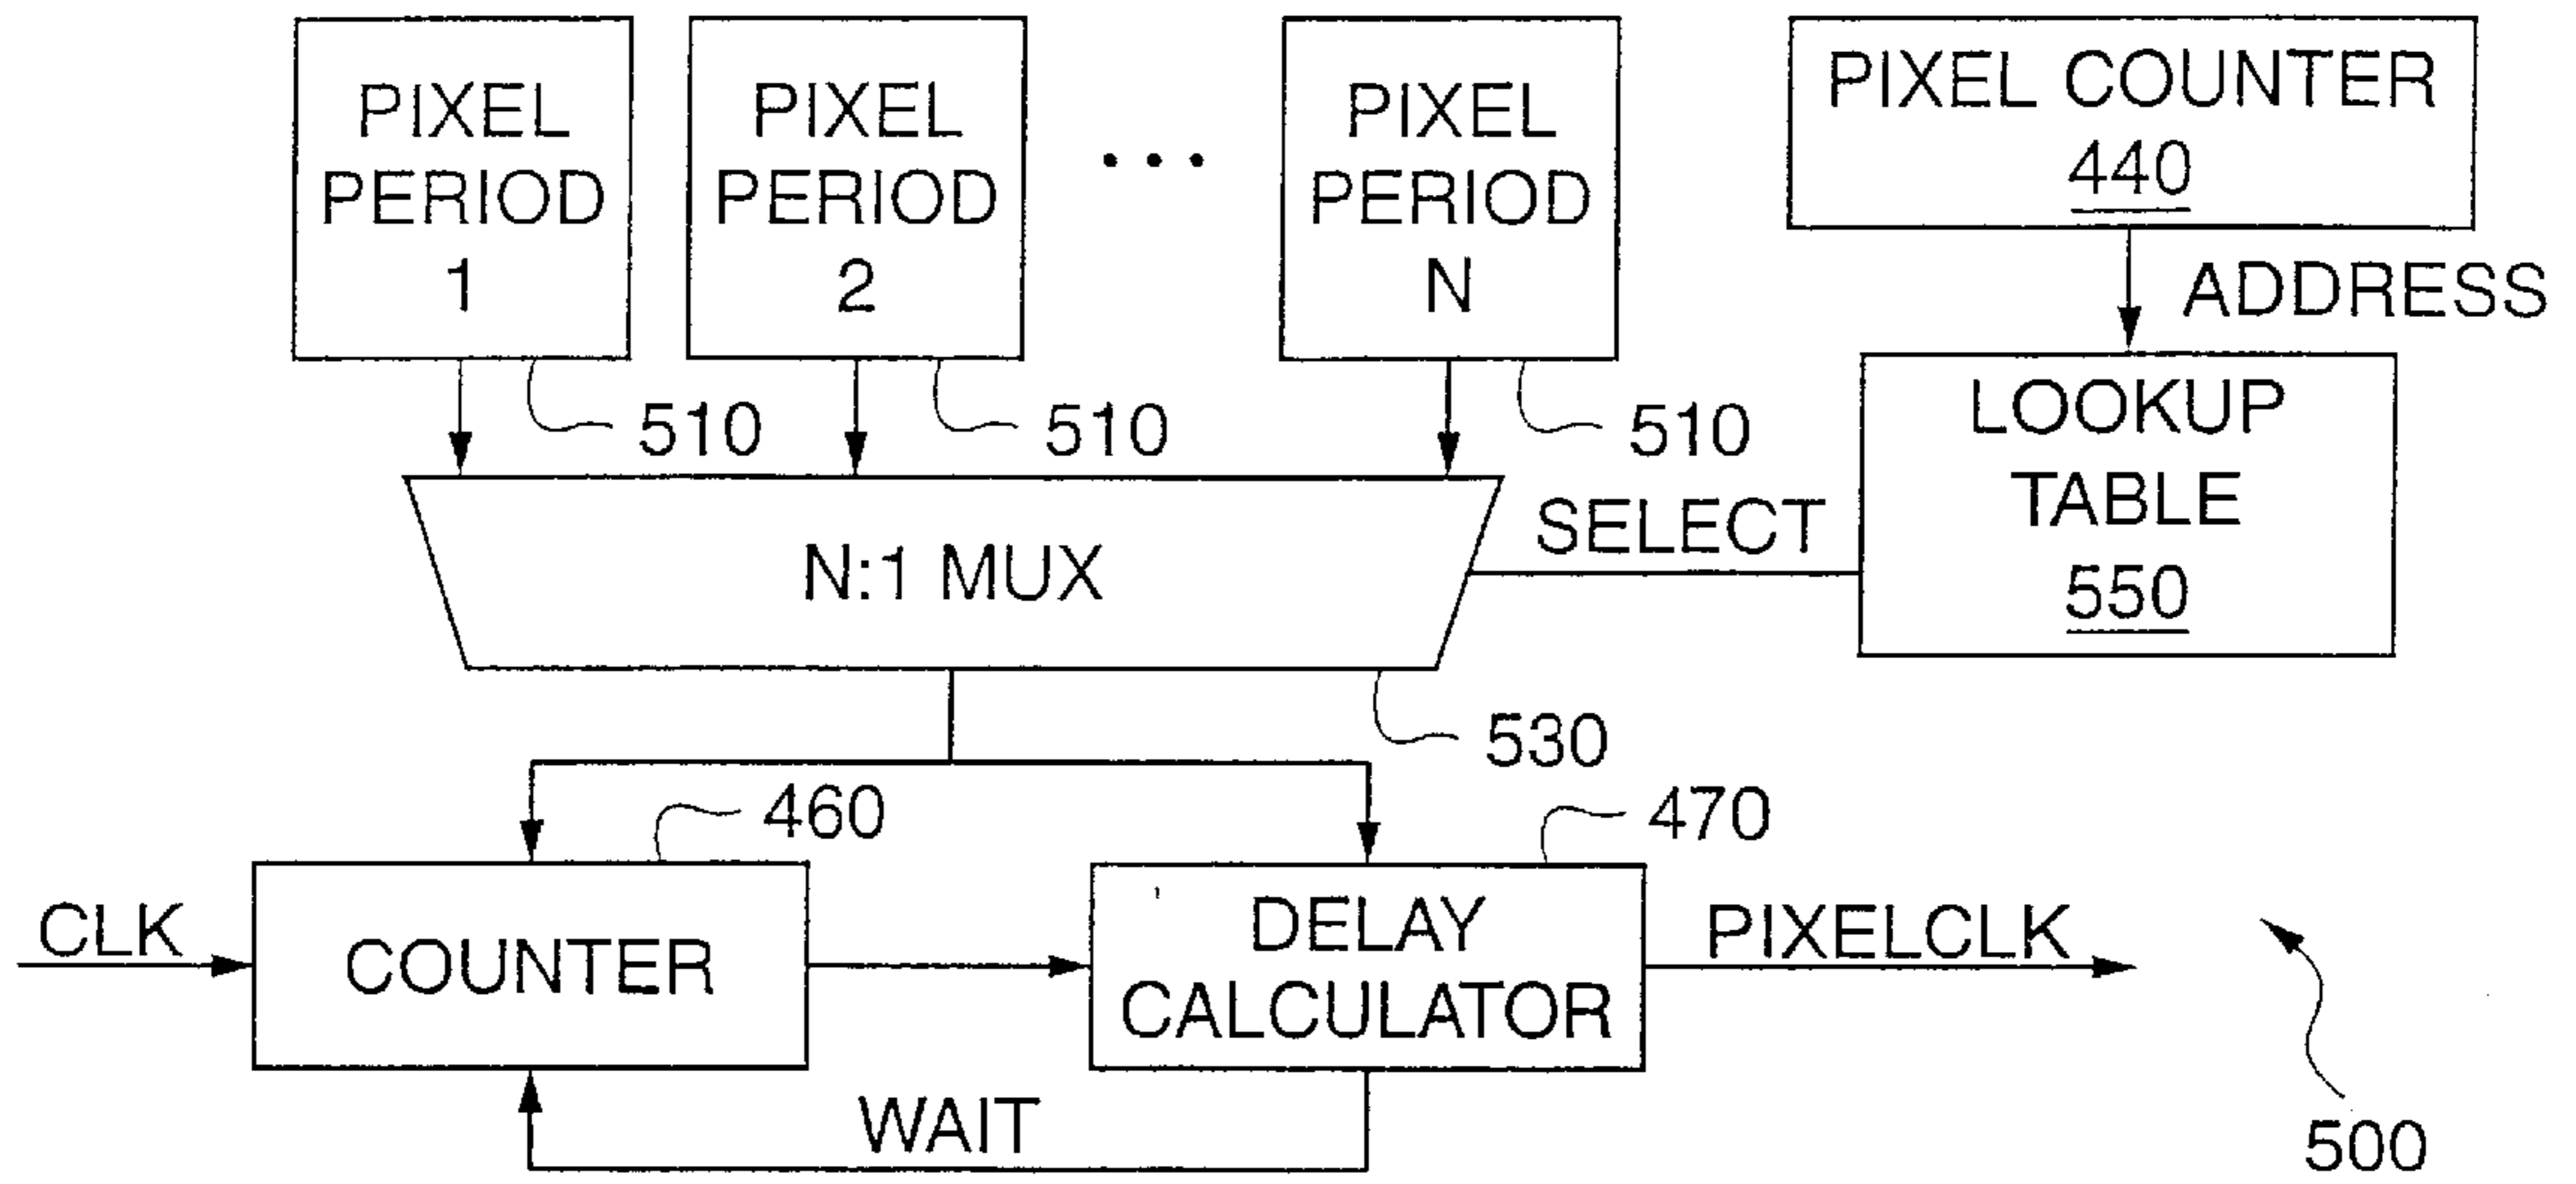 PIXEL
PERIOD
1
PIXEL
PERIOD
2
PIXEL
PERIOD
N
PIXEL COUNTER
440
ADDRESS
510
510
510
LOOKUP
TABLE
550
SELECT
N:1 MUX
530
460
470
CLK
COUNTER
DELAY
CALCULATOR
PIXELCLK
WAIT
500